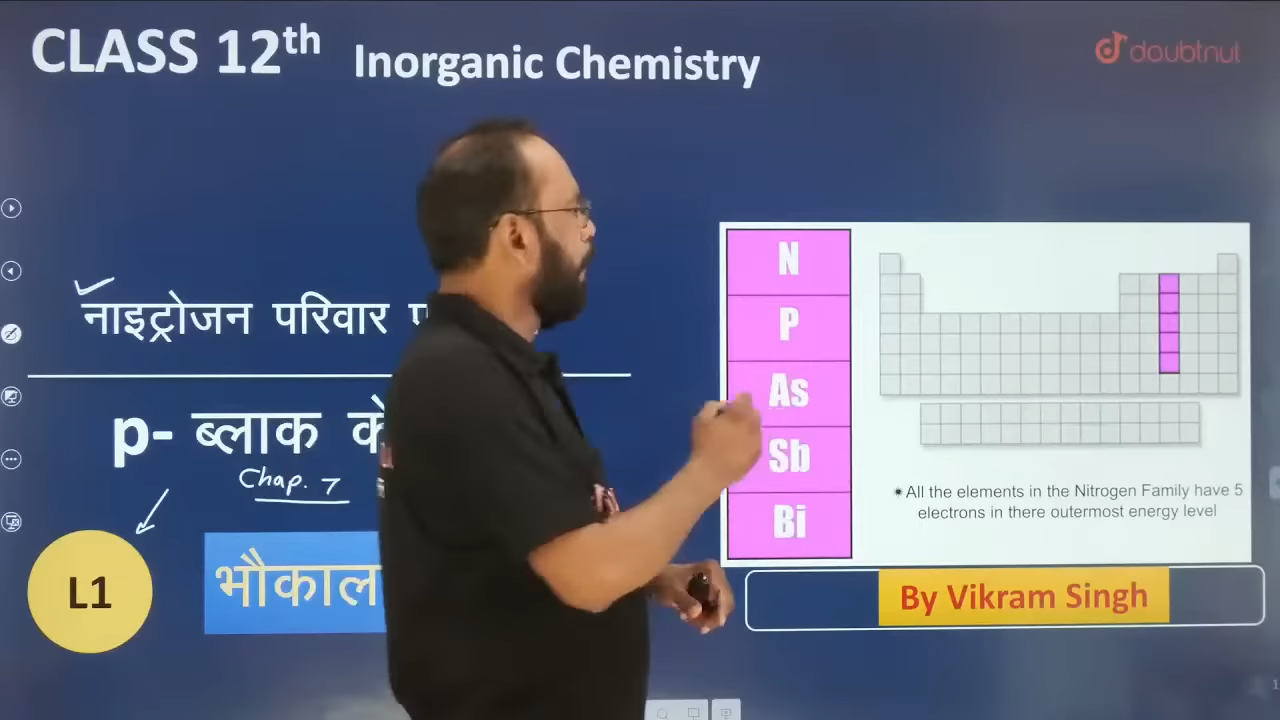 CLASS 12th Inorganic Chemistry
doubtnut
नाइट्रोजन परिवार
p- ब्लाक
Chap. 7
L1
भौकाल
N
P
As
Sb
Bi
* All the elements in the Nitrogen Family have 5
electrons in there outermost energy level
By Vikram Singh